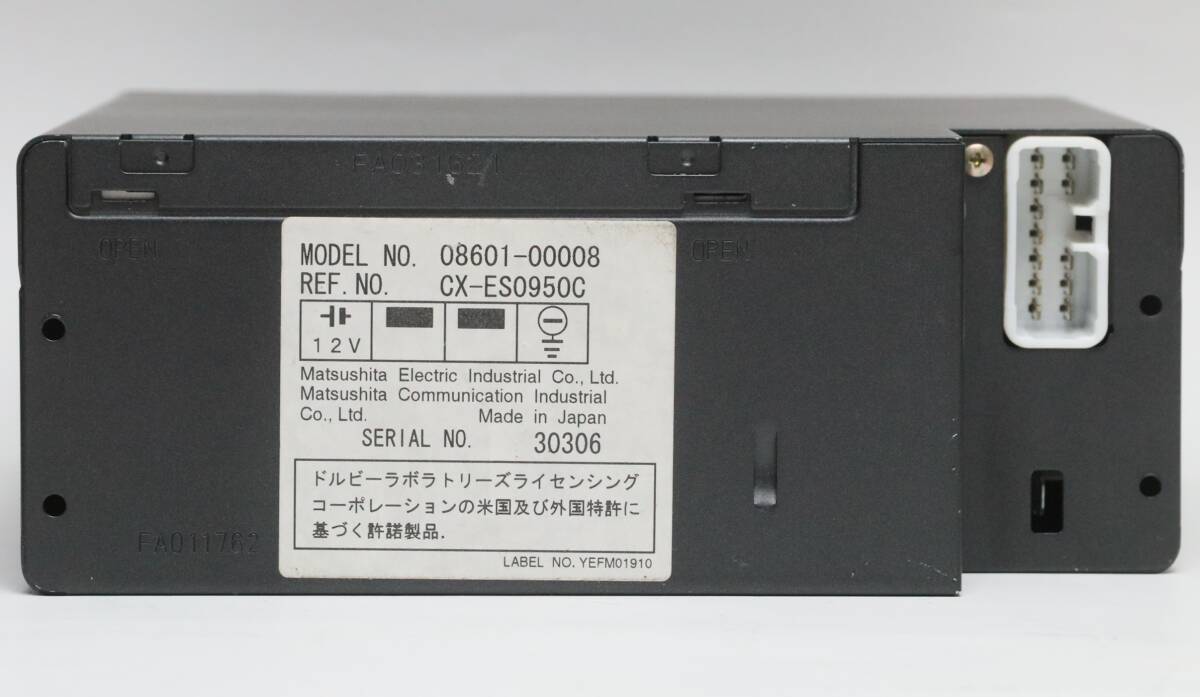 FA031621
OPEN
OPEN
MODEL NO. 08601-00008
REF. NO. CX-ES0950C
12V
Matsushita Electric Industrial Co., Ltd.
Matsushita Communication Industrial
Co., Ltd. Made in Japan
SERIAL NO. 30306
ドルビーラボラトリーズライセンシング
コーポレーションの米国及び外国特許に
基づく許諾製品.
LABEL NO. YEFM01910
FA011762